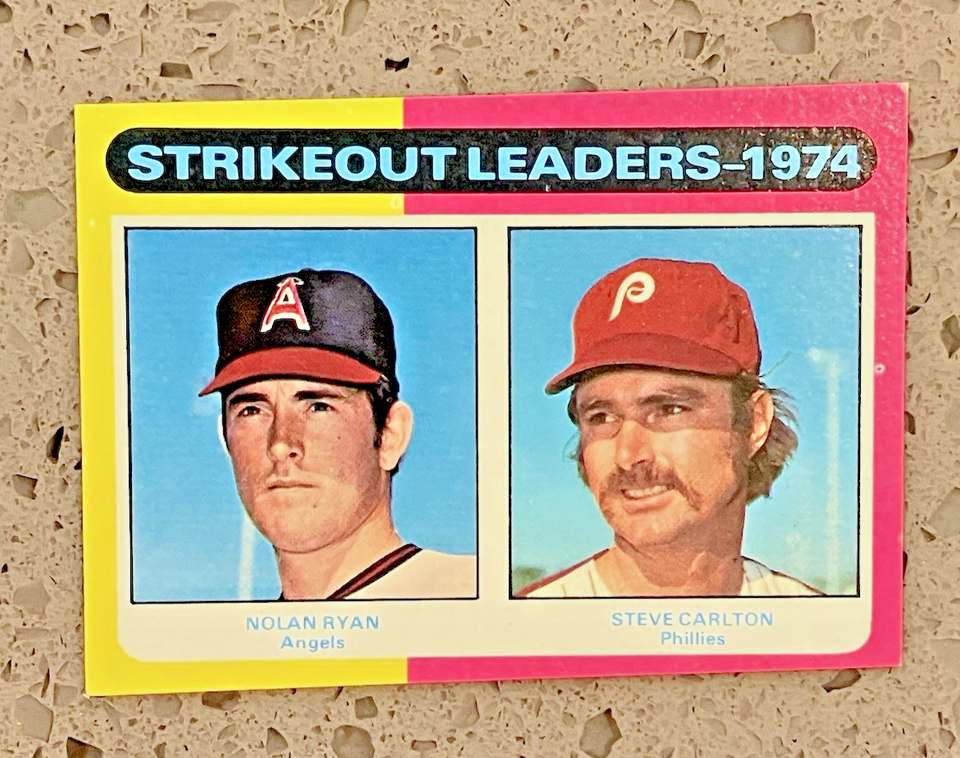 STRIKEOUT LEADERS–1974
A
P
NOLAN RYAN
Angels
STEVE CARLTON
Phillies